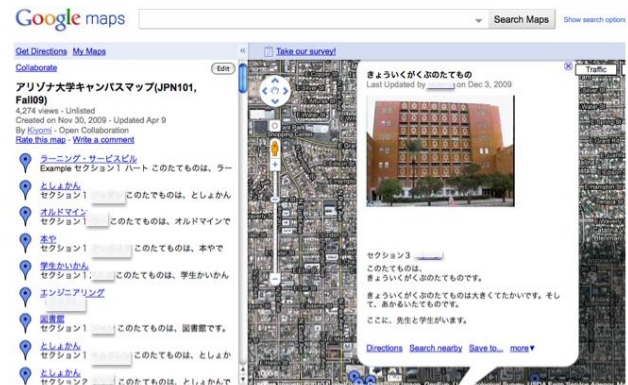 Google maps
Search Maps
Show search options
Get Directions My Maps
«
Take our survey!
Collaborate
Edit
アリゾナ大学キャンパスマップ(JPN101, Fall09)
4,274 views - Unlisted
Created on Nov 30, 2009 - Updated Apr 9
By Kiyomi - Open Collaboration
Rate this map - Write a comment
ラーニング・サービスビル
Example セクション1 ハート このたてものは、ラー
としょかん
セクション1 このたてものは、としょかん
オルドマイン
セクション1 このたてものは、オルドマインで
本や
セクション1 このたてものは、本やで
学生かいかん
セクション1 このたてものは、学生かいかん
エンジニアリング
図書館
セクション1 このたてものは、図書館です。
としょかん
セクション1 このたてものは、としょか
としょかん
セクション2 このたてものは、としょかんで
きょういくがくぶのたてもの
Last Updated by on Dec 3, 2009
セクション3
このたてものは、
きょういくがくぶのたてものです。
きょういくがくぶのたてものは大きくてたかいです。そし
て、あかるいたてものです。
ここに、先生と学生がいます。
Directions Search nearby Save to... more▼
Traffic